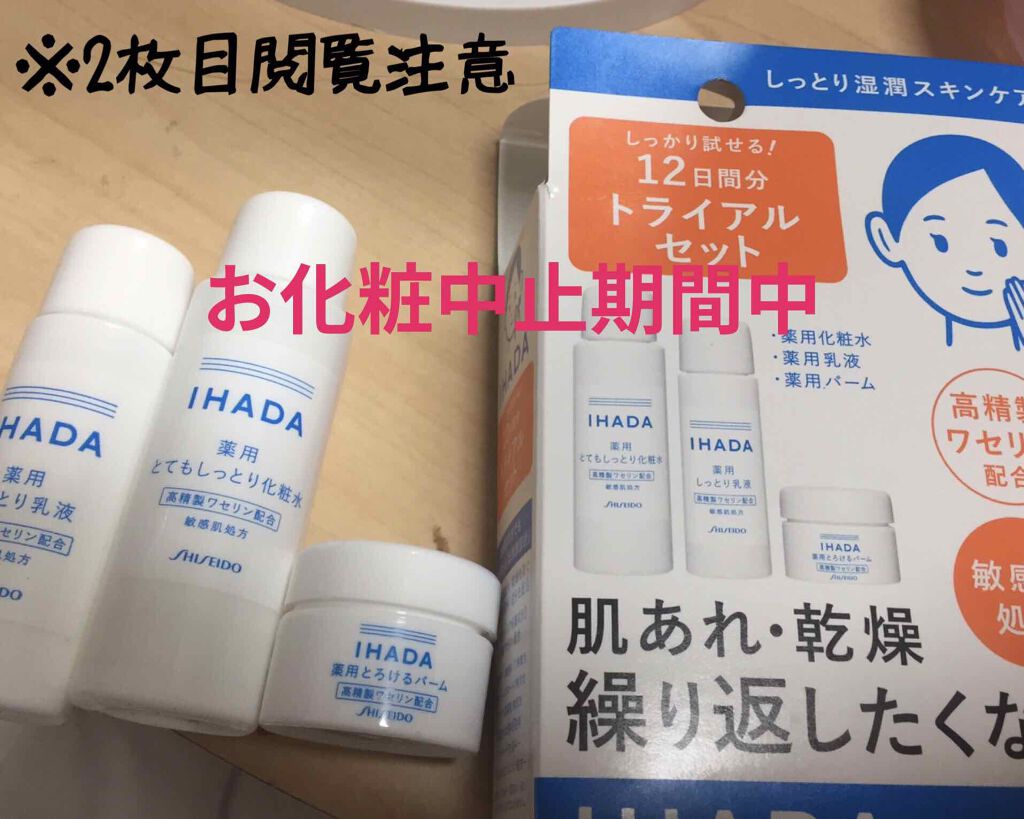 ※2枚目閲覧注意
お化粧中止期間中
IHADA
薬用
とり乳液
ワセリン配合
肌処方
IHADA
薬用
とてもしっとり化粧水
高精製ワセリン配合
敏感肌処方
SHISEIDO
IHADA
薬用とろけるバーム
高精製ワセリン配合
SHISEIDO
しっとり湿潤スキンケア
しっかり試せる!
12日間分
トライアル
セット
・薬用化粧水
・薬用乳液
・薬用バーム
高精製
ワセリン
配合
IHADA
薬用
とてもしっとり化粧水
高精製ワセリン配合
敏感肌処方
SHISEIDO
IHADA
薬用
しっとり乳液
高精製ワセリン配合
敏感肌処方
SHISEIDO
IHADA
薬用とろけるバーム
高精製ワセリン配合
SHISEIDO
敏感
処
肌あれ・乾燥
繰り返したくな
IHADA